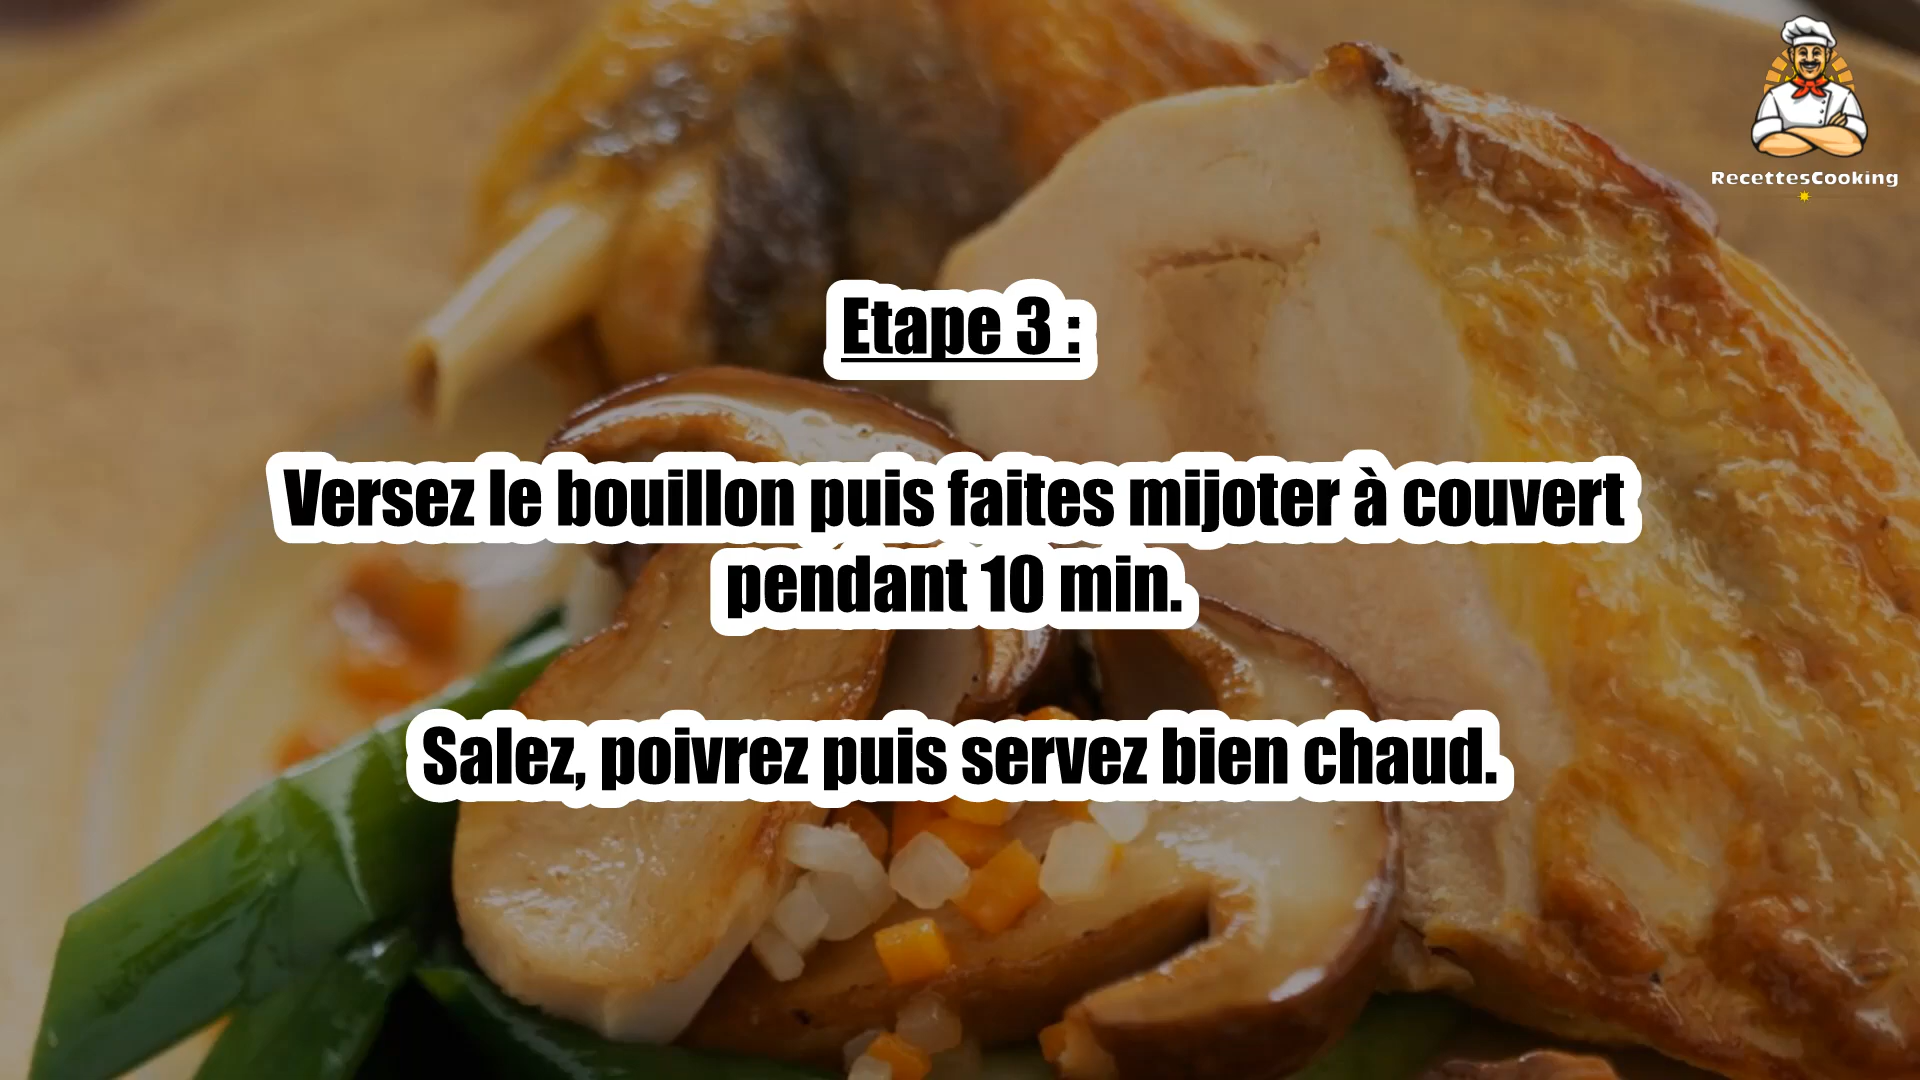 RecettesCooking
Etape 3 :
Versez le bouillon puis faites mijoter à couvert
pendant 10 min.
Salez, poivrez puis servez bien chaud.